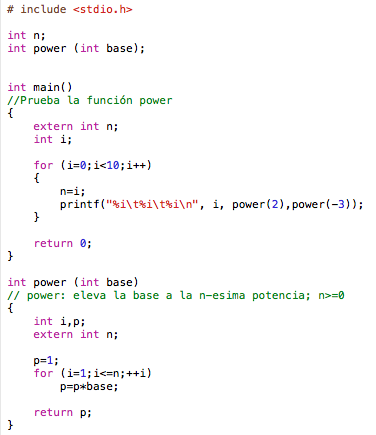 # include <stdio.h>

int n;
int power (int base);


int main()
//Prueba la función power
{
    extern int n;
    int i;

    for (i=0;i<10;i++)
    {
        n=i;
        printf("%i\t%i\t%i\n", i, power(2),power(-3));
    }

    return 0;
}

int power (int base)
// power: eleva la base a la n-esima potencia; n>=0
{
    int i,p;
    extern int n;

    p=1;
    for (i=1;i<=n;++i)
        p=p*base;

    return p;
}